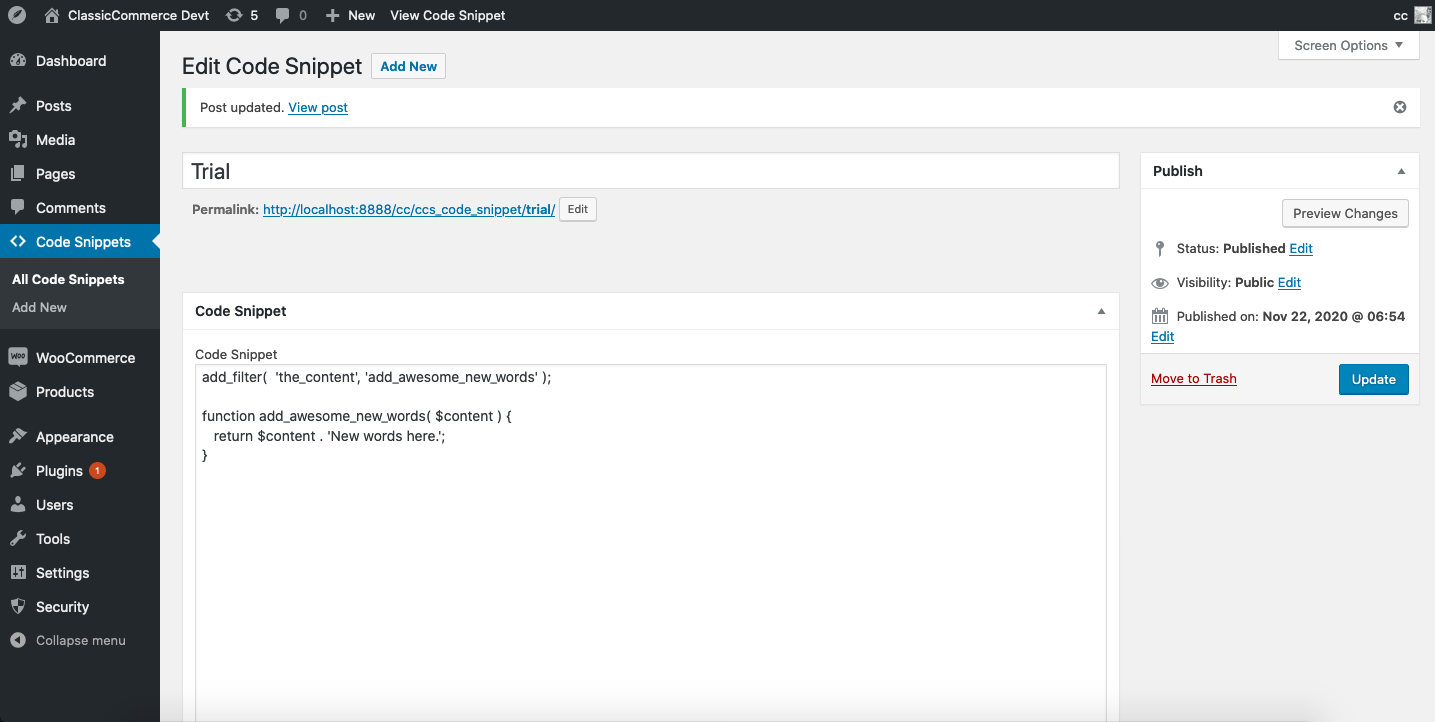 ClassicCommerce Devt 5 0 New View Code Snippet cc
Screen Options
Dashboard
Posts
Media
Pages
Comments
Code Snippets
All Code Snippets
Add New
WOO WooCommerce
Products
Appearance
Plugins 1
Users
Tools
Settings
Security
Collapse menu
Edit Code Snippet Add New
Post updated. View post
Trial
Permalink: http://localhost:8888/cc/ccs_code_snippet/trial/ Edit
Code Snippet
Code Snippet
add_filter(  'the_content', 'add_awesome_new_words' );
function add_awesome_new_words( $content ) {
   return $content . 'New words here.';
}
Publish
Preview Changes
Status: Published Edit
Visibility: Public Edit
Published on: Nov 22, 2020 @ 06:54
Edit
Move to Trash Update